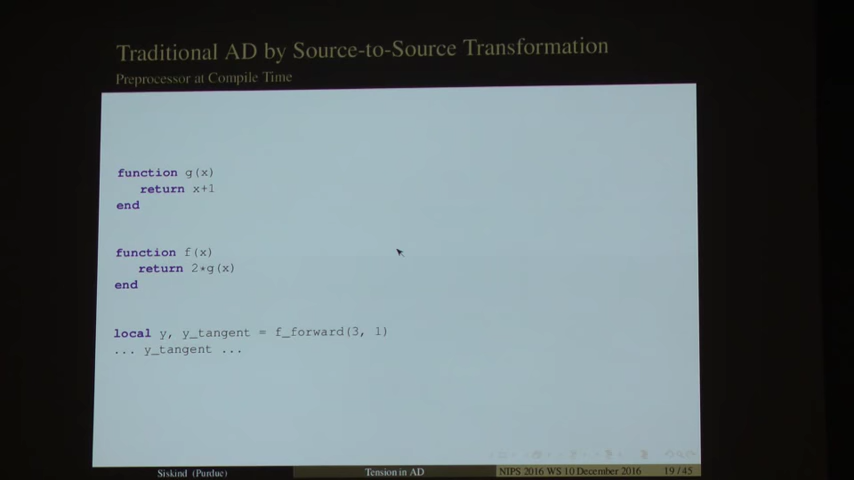 Traditional AD by Source-to-Source Transformation
Preprocessor at Compile Time
function g(x)
return x+1
end
function f(x)
return 2*g(x)
end
local y, y_tangent = f_forward(3, 1)
... y_tangent ...
Siskind (Purdue) Tension in AD NIPS 2016 WS 10 December 2016 19 / 45